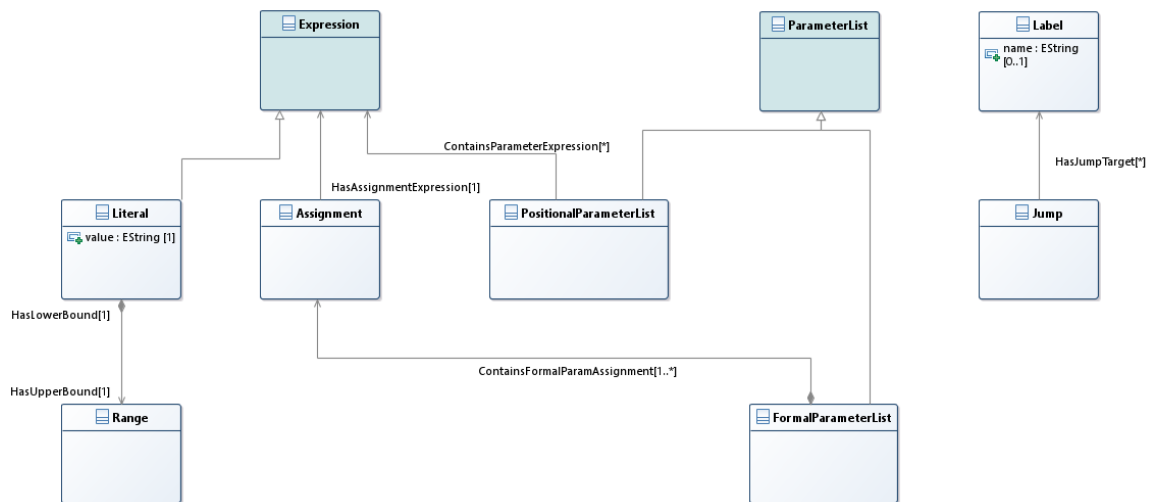 Expression
ParameterList
Label
name : EString
[0..1]
ContainsParameterExpression[*]
HasJumpTarget[*]
HasAssignmentExpression[1]
Literal
Assignment
PositionalParameterList
Jump
value : EString [1]
HasLowerBound[1]
ContainsFormalParamAssignment[1..*]
HasUpperBound[1]
Range
FormalParameterList